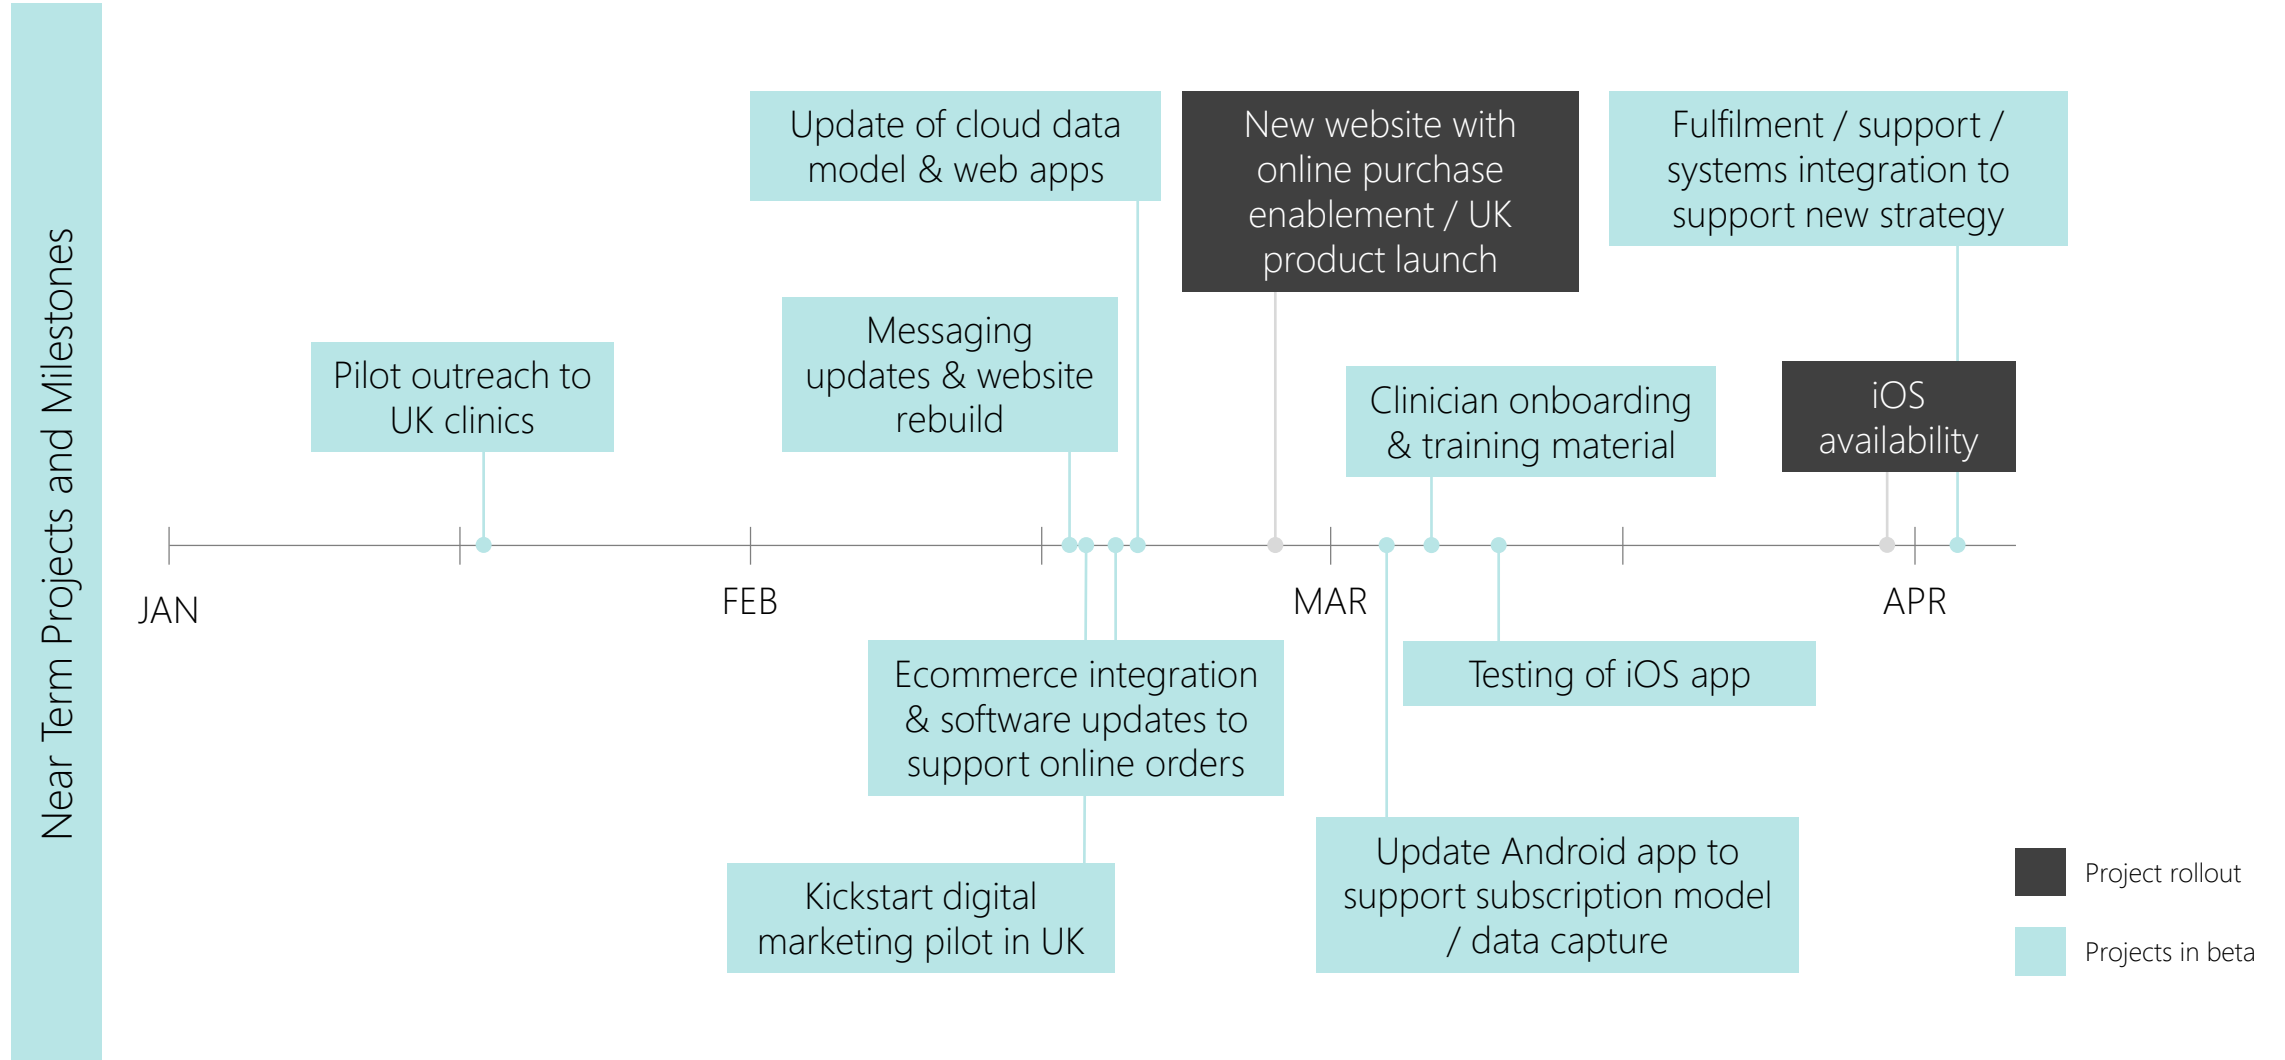 Near Term Projects and Milestones
Update of cloud data
model & web apps
New website with
online purchase
enablement / UK
product launch
Fulfilment / support /
systems integration to
support new strategy
Pilot outreach to
UK clinics
Messaging
updates & website
rebuild
Clinician onboarding
& training material
iOS
availability
JAN
FEB
MAR
APR
Ecommerce integration
& software updates to
support online orders
Testing of iOS app
Kickstart digital
marketing pilot in UK
Update Android app to
support subscription model
/ data capture
Project rollout
Projects in beta